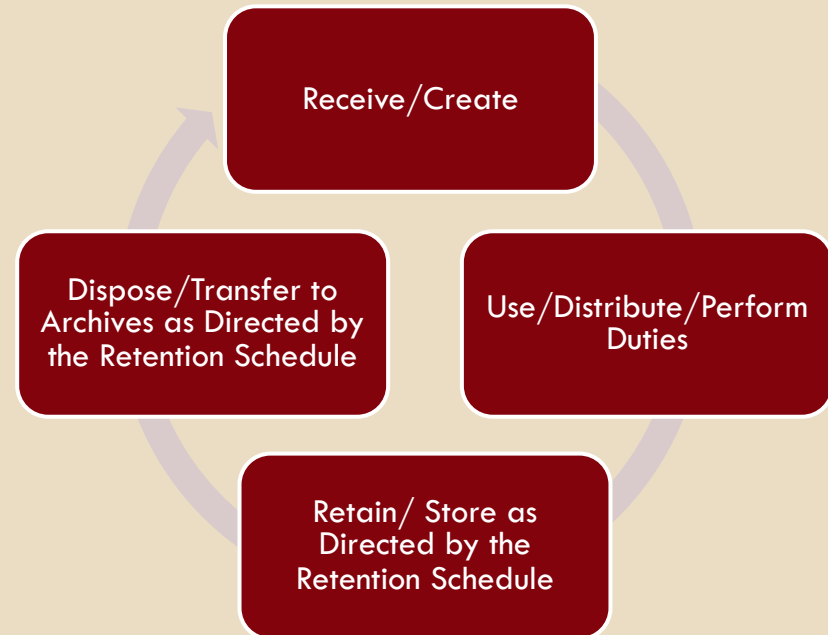 Receive/Create
Use/Distribute/Perform
Duties
Retain/ Store as
Directed by the
Retention Schedule
Dispose/Transfer to
Archives as Directed by
the Retention Schedule